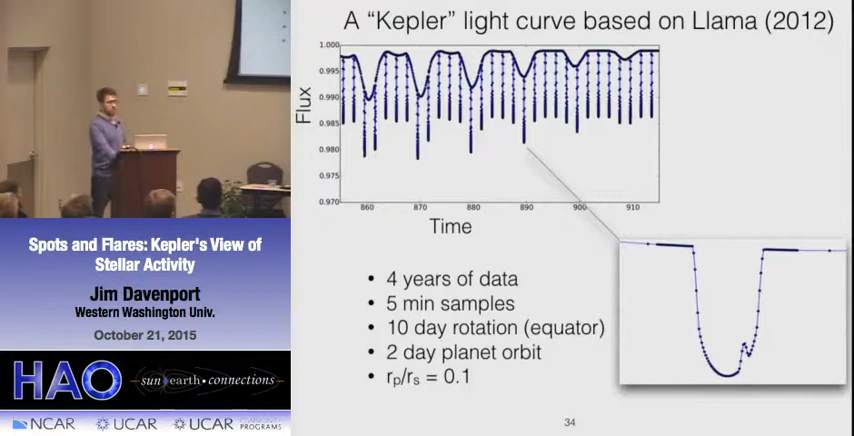 A “Kepler” light curve based on Llama (2012)
Flux
1.000
0.995
0.990
0.985
0.980
0.975
0.970
860
870
880
890
900
910
Time
• 4 years of data
• 5 min samples
• 10 day rotation (equator)
• 2 day planet orbit
• rp/rs = 0.1
34
Spots and Flares: Kepler's View of
Stellar Activity
Jim Davenport
Western Washington Univ.
October 21, 2015
HAO
sun earth • connections
NCAR
UCAR
UCAR
PROGRAMS